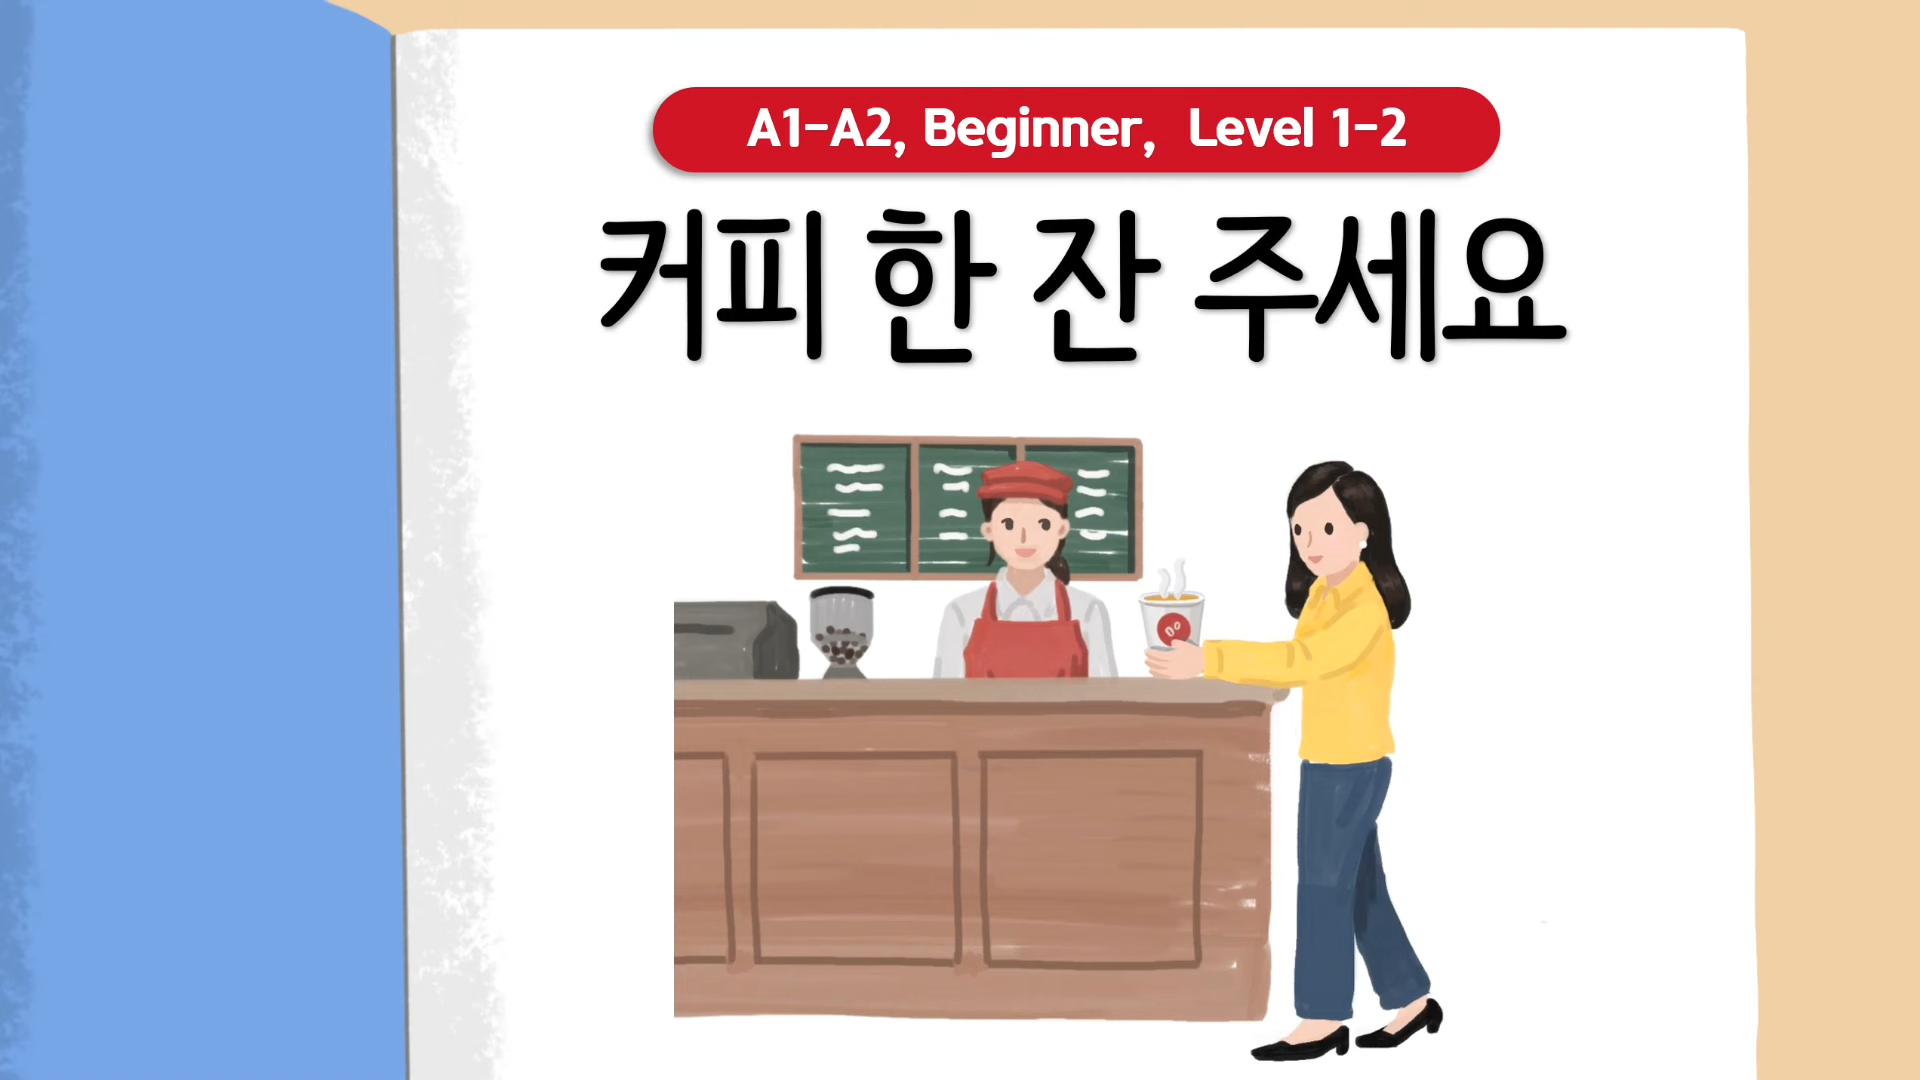 A1-A2, Beginner, Level 1-2
커피 한 잔 주세요